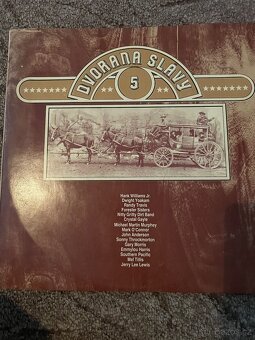 DVORANA SLAVY
5
Hank Williams Jr.
Dwight Yoakam
Randy Travis
Forester Sisters
Nitty Gritty Dirt Band
Crystal Gayle
Michael Martin Murphey
Mark O'Connor
John Anderson
Sonny Throckmorton
Gary Morris
Emmylou Harris
Southern Pacific
Mel Tillis
Jerry Lee Lewis